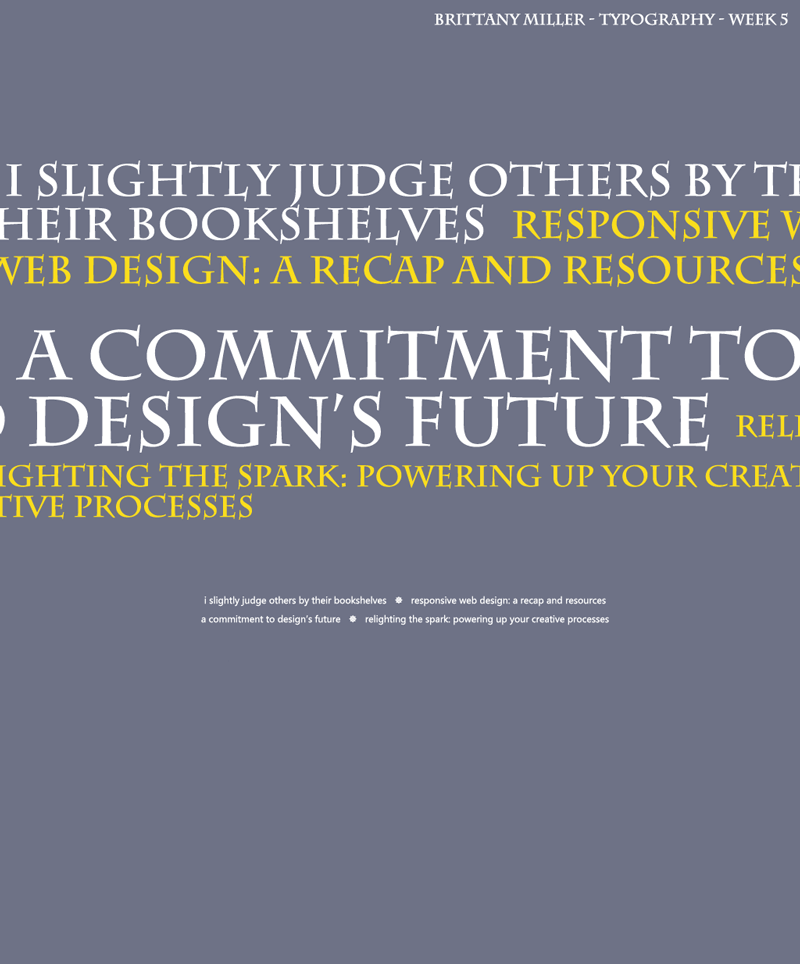 BRITTANY MILLER - TYPOGRAPHY - WEEK 5
I SLIGHTLY JUDGE OTHERS BY TH
HEIR BOOKSHELVES RESPONSIVE W
WEB DESIGN: A RECAP AND RESOURCES
A COMMITMENT TO
O DESIGN'S FUTURE RELI
IGHTING THE SPARK: POWERING UP YOUR CREAT
TIVE PROCESSES
i slightly judge others by their bookshelves ✹ responsive web design: a recap and resources
a commitment to design's future ✹ relighting the spark: powering up your creative processes